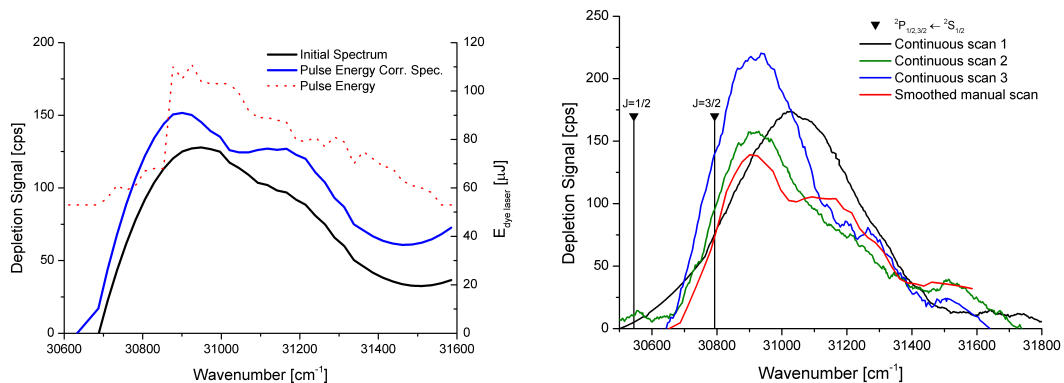 Initial Spectrum
Pulse Energy Corr. Spec.
Pulse Energy
200
150
100
50
0
120
100
80
60
40
20
0
30600 30800 31000 31200 31400 31600
Depletion Signal [cps]
E dye laser [µJ]
Wavenumber [cm-1]
²P1/2,3/2 ← ²S1/2
Continuous scan 1
Continuous scan 2
Continuous scan 3
Smoothed manual scan
J=1/2
J=3/2
250
200
150
100
50
0
30600 30800 31000 31200 31400 31600 31800
Depletion Signal [cps]
Wavenumber [cm-1]